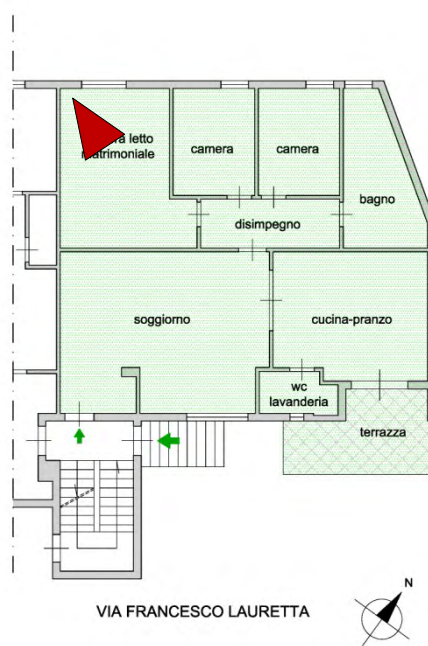 letto
matrimoniale
camera
camera
bagno
disimpegno
soggiorno
cucina-pranzo
wc
lavanderia
terrazza
N
VIA FRANCESCO LAURETTA